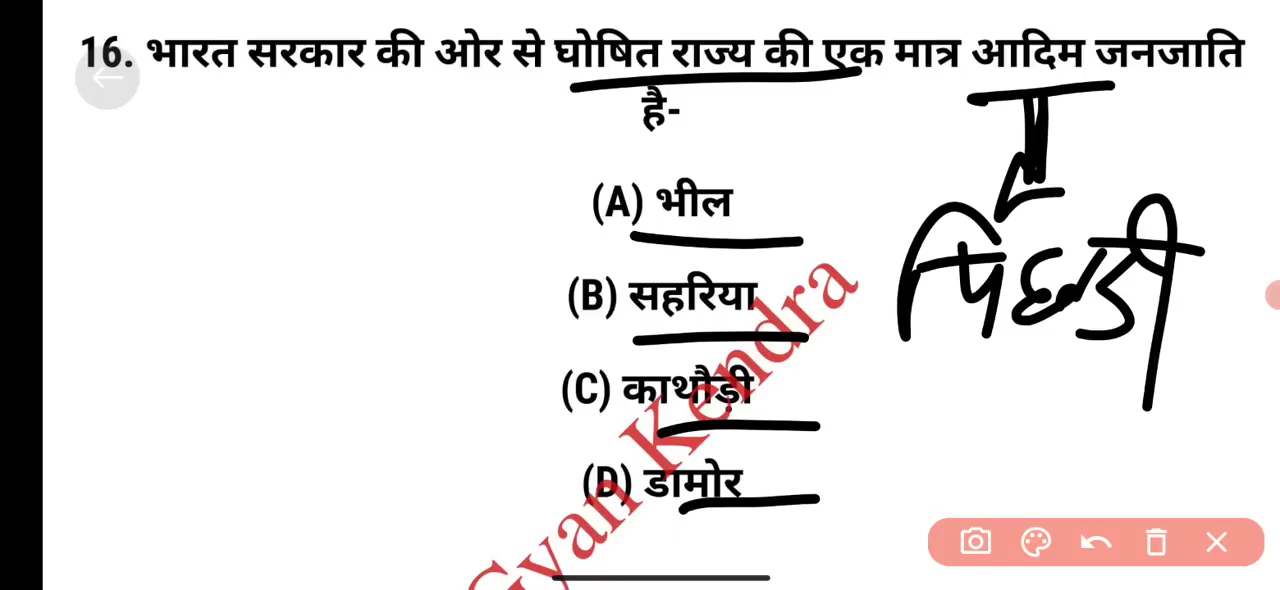 16. भारत सरकार की ओर से घोषित राज्य की एक मात्र आदिम जनजाति
है-
(A) भील
(B) सहरिया
(C) काथौड़ी
(D) डामोर
पिछड़ी
Gyan Kendra